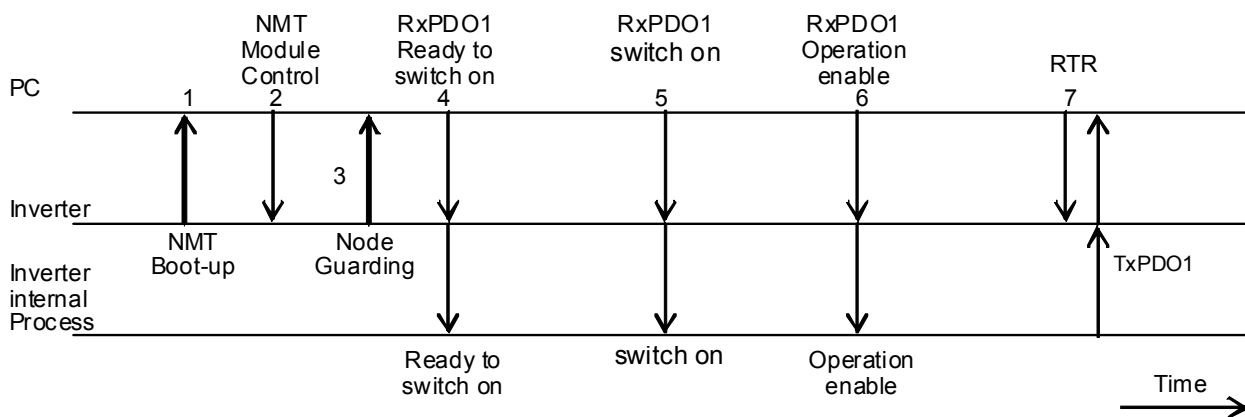 NMT
Module
Control
RxPDO1
Ready to
switch on
RxPDO1
switch on
RxPDO1
Operation
enable
RTR
PC
1
2
4
5
6
7
3
Inverter
NMT
Boot-up
Node
Guarding
TxPDO1
Inverter
internal
Process
Ready to
switch on
switch on
Operation
enable
Time